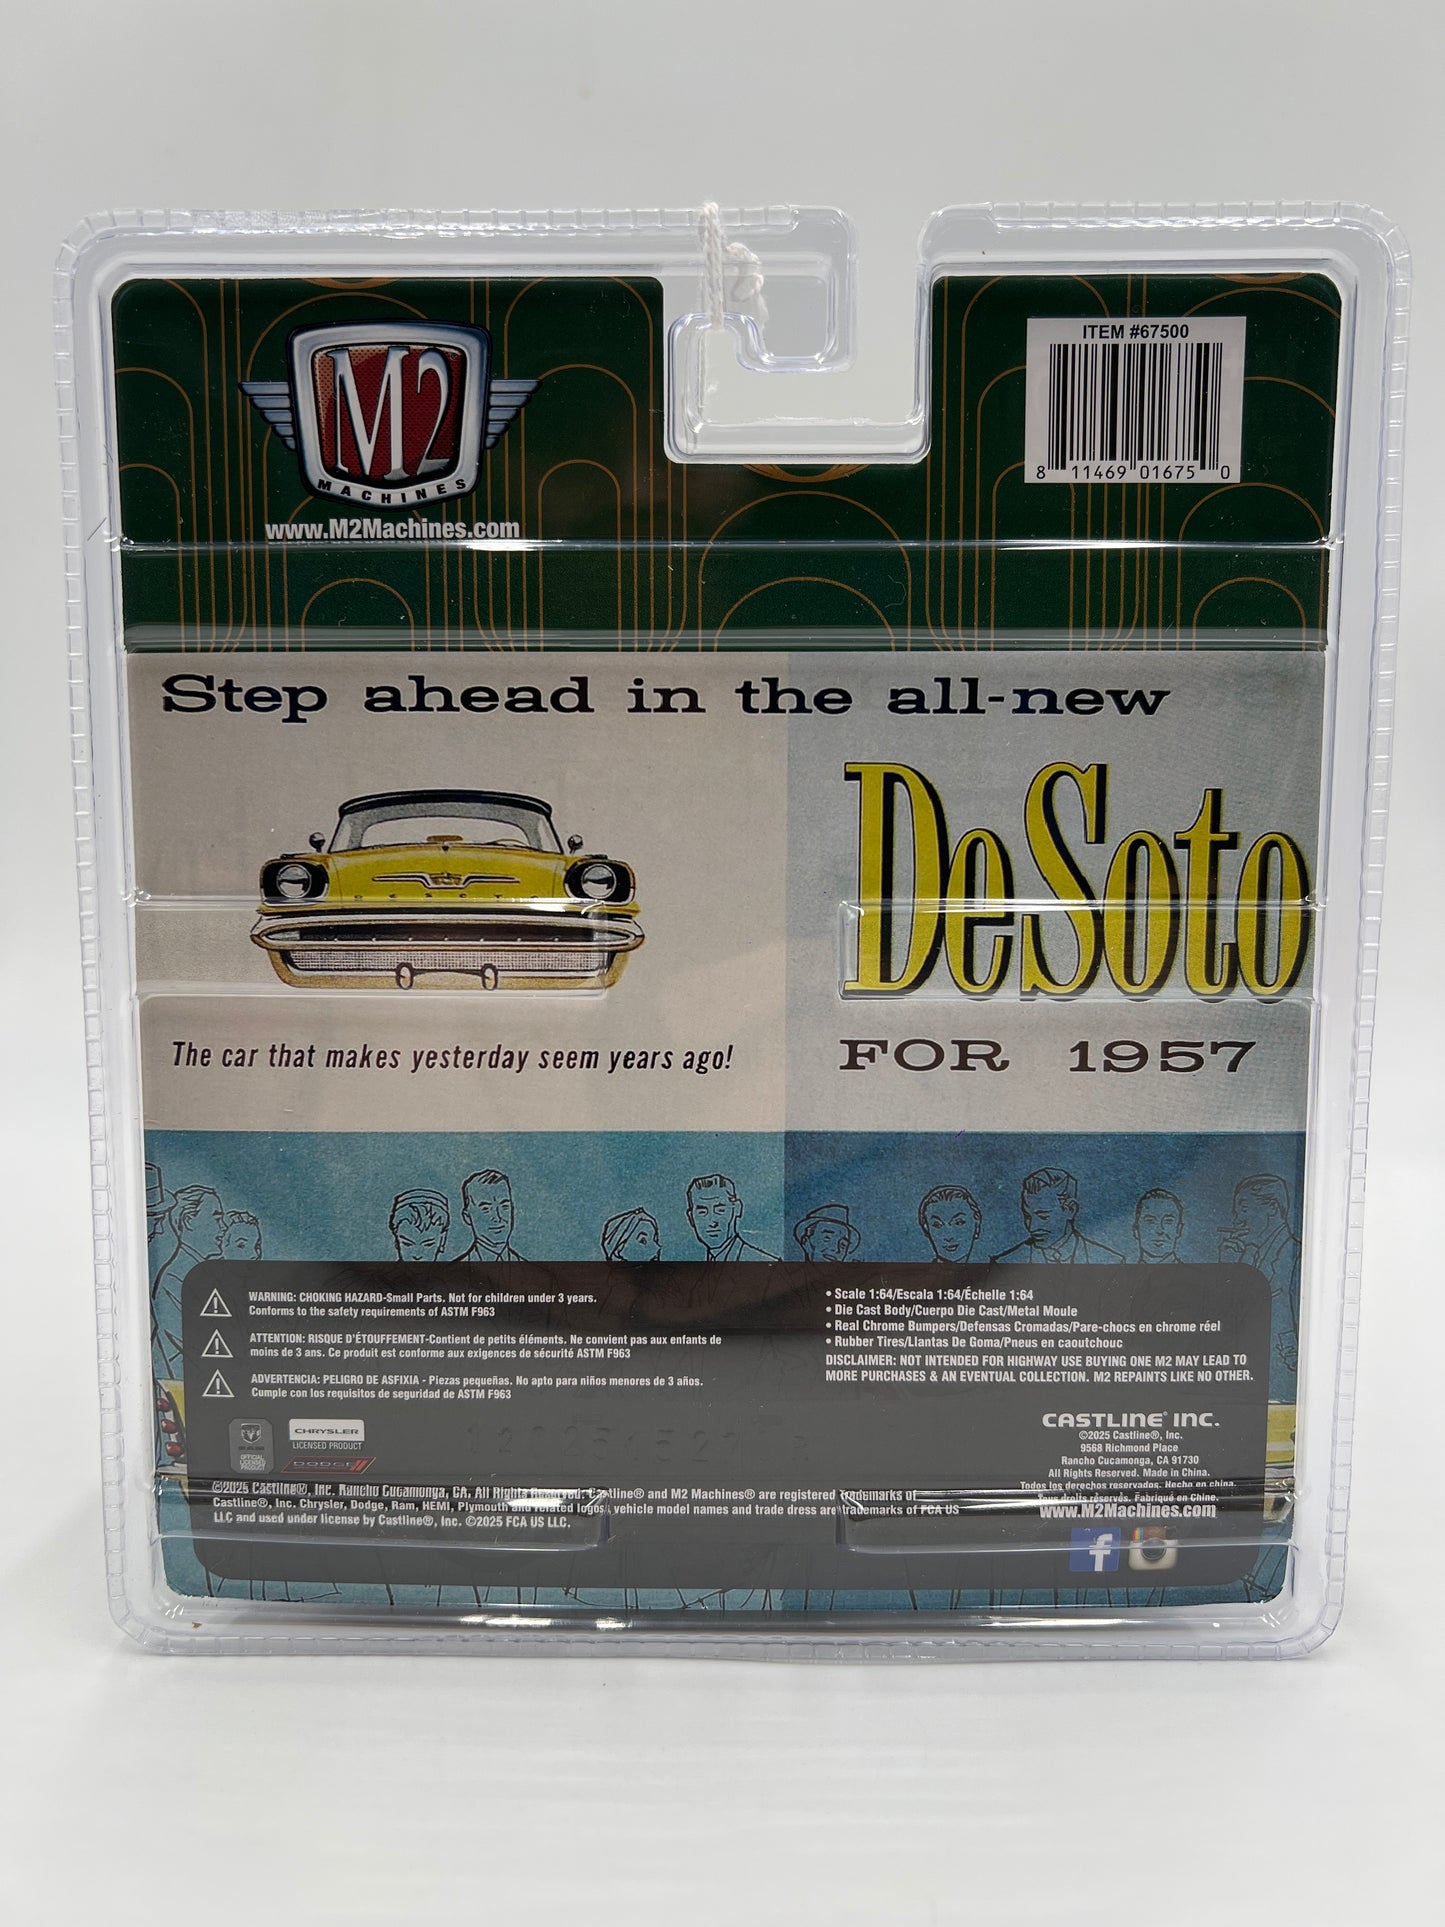 M2
MACHINES
www.M2Machines.com
ITEM #67500
8 11469 01675 0
Step ahead in the all-new
DeSoto
DESOT
The car that makes yesterday seem years ago!
FOR 1957
WARNING: CHOKING HAZARD-Small Parts. Not for children under 3 years.
Conforms to the safety requirements of ASTM F963
ATTENTION: RISQUE D'ÉTOUFFEMENT-Contient de petits éléments. Ne convient pas aux enfants de
moins de 3 ans. Ce produit est conforme aux exigences de sécurité ASTM F963
ADVERTENCIA: PELIGRO DE ASFIXIA - Piezas pequeñas. No apto para niños menores de 3 años.
Cumple con los requisitos de seguridad de ASTM F963
• Scale 1:64/Escala 1:64/Échelle 1:64
• Die Cast Body/Cuerpo Die Cast/Metal Moule
• Real Chrome Bumpers/Defensas Cromadas/Pare-chocs en chrome réel
• Rubber Tires/Llantas De Goma/Pneus en caoutchouc
DISCLAIMER: NOT INTENDED FOR HIGHWAY USE BUYING ONE M2 MAY LEAD TO
MORE PURCHASES & AN EVENTUAL COLLECTION. M2 REPAINTS LIKE NO OTHER.
OFFICIAL
LICENSED
PRODUCT
CHRYSLER
LICENSED PRODUCT
DODGE
©2025 Castline®, Inc. Rancho Cucamonga, CA, All Rights Reserved. Castline® and M2 Machines® are registered trademarks of
Castline®, Inc. Chrysler, Dodge, Ram, HEMI, Plymouth and related logos, vehicle model names and trade dress are trademarks of FCA US
LLC and used under license by Castline®, Inc. ©2025 FCA US LLC.
CASTLINE® INC.
©2025 Castline®, Inc.
9568 Richmond Place
Rancho Cucamonga, CA 91730
All Rights Reserved. Made in China.
Todos los derechos reservados. Hecho en china.
Tous droits réservés. Fabriqué en Chine.
www.M2Machines.com
f